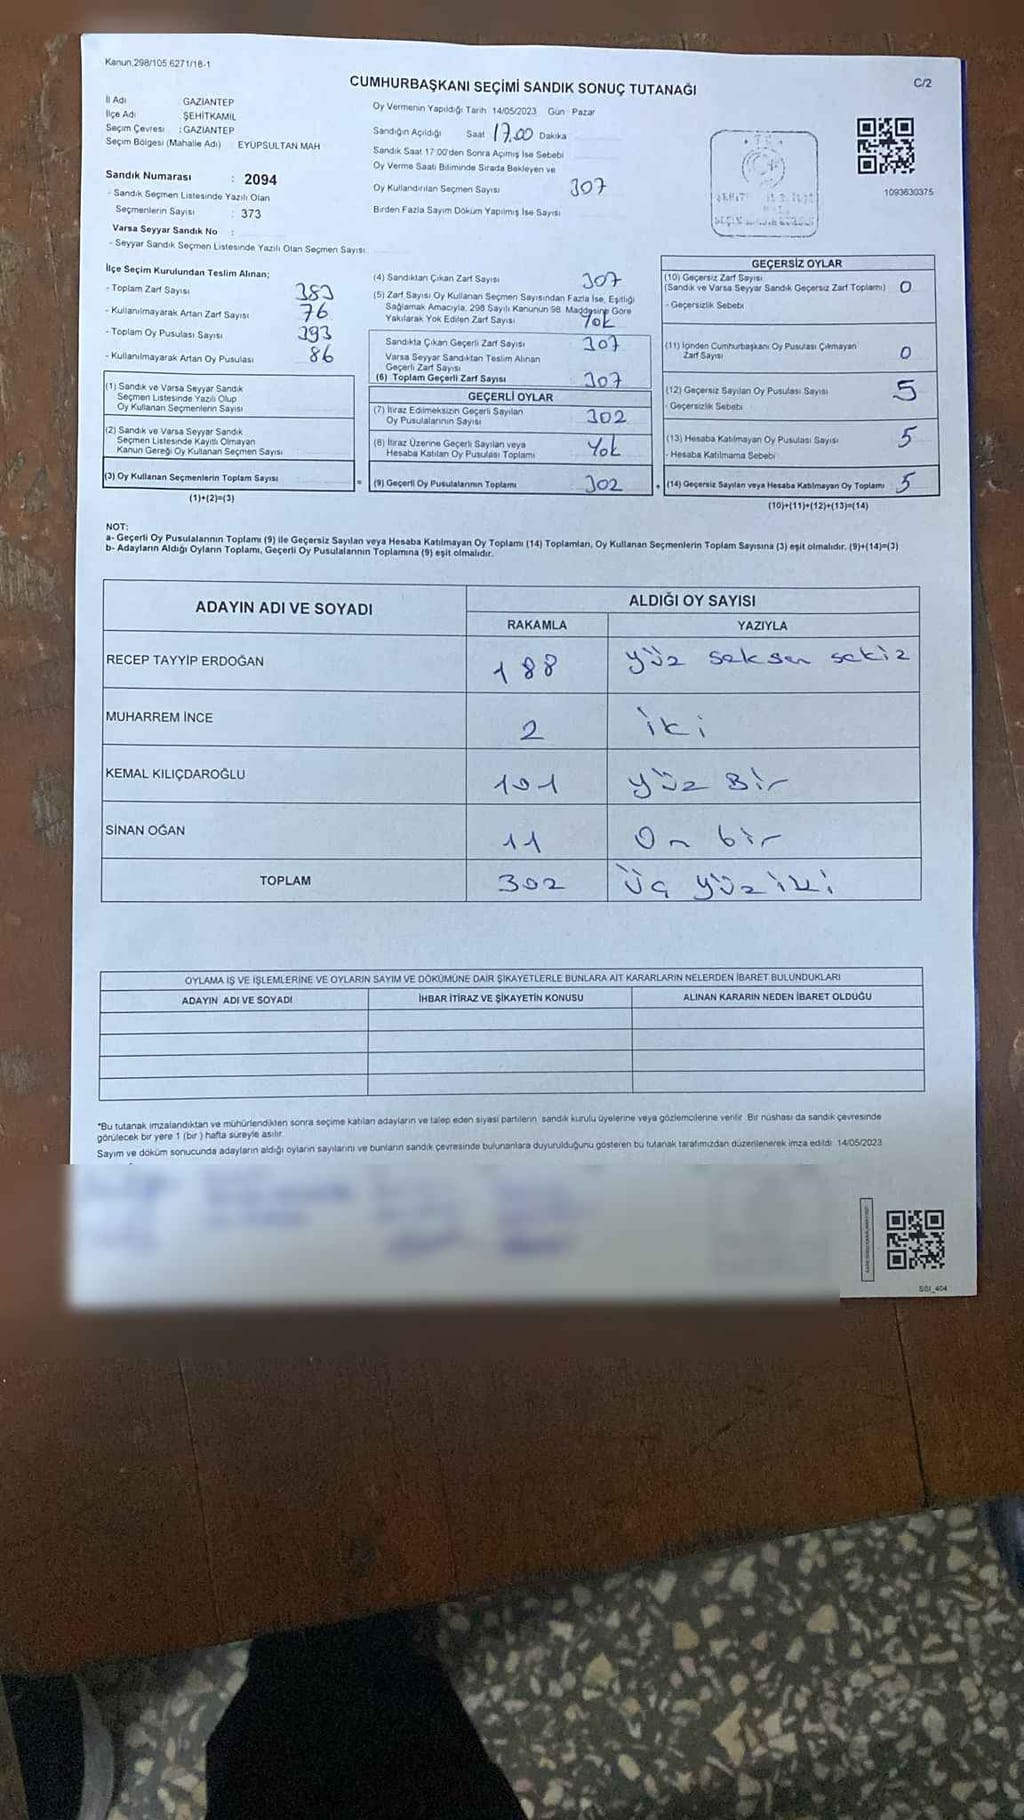 Kanun,298/105.6271/18-1
CUMHURBAŞKANI SEÇİMİ SANDIK SONUÇ TUTANAĞI
C/2
İl Adı GAZİANTEP
İlçe Adı ŞEHİTKAMİL
Seçim Çevresi : GAZİANTEP
Seçim Bölgesi (Mahalle Adı) EYÜPSULTAN MAH
Sandık Numarası : 2094
- Sandık Seçmen Listesinde Yazılı Olan
Seçmenlerin Sayısı : 373
Varsa Seyyar Sandık No :
- Seyyar Sandık Seçmen Listesinde Yazılı Olan Seçmen Sayısı
Oy Vermenin Yapıldığı Tarih 14/05/2023 Gün Pazar
Sandığın Açıldığı Saat 17.00 Dakika
Sandık Saat 17:00'den Sonra Açımış İse Sebebi
Oy Verme Saati Bitiminde Sırada Bekleyen ve
Oy Kullandırılan Seçmen Sayısı 307
Birden Fazla Sayım Döküm Yapılmış İse Sayısı
1093630375
İlçe Seçim Kurulundan Teslim Alınan;
- Toplam Zarf Sayısı 383
- Kullanılmayarak Artan Zarf Sayısı 76
- Toplam Oy Pusulası Sayısı 393
- Kullanılmayarak Artan Oy Pusulası 86
(1) Sandık ve Varsa Seyyar Sandık
Seçmen Listesinde Yazılı Olup
Oy Kullanan Seçmenlerin Sayısı
(2) Sandık ve Varsa Seyyar Sandık
Seçmen Listesinde Kayıtlı Olmayan
Kanun Gereği Oy Kullanan Seçmen Sayısı
(3) Oy Kullanan Seçmenlerin Toplam Sayısı
(1)+(2)=(3)
(4) Sandıktan Çıkan Zarf Sayısı 307
(5) Zarf Sayısı Oy Kullanan Seçmen Sayısından Fazla İse, Eşitliği
Sağlamak Amacıyla, 298 Sayılı Kanunun 98. Maddesine Göre
Yakılarak Yok Edilen Zarf Sayısı Yok
Sandıkta Çıkan Geçerli Zarf Sayısı 307
Varsa Seyyar Sandıktan Teslim Alınan
Geçerli Zarf Sayısı
(6) Toplam Geçerli Zarf Sayısı 307
GEÇERLİ OYLAR
(7) İtiraz Edilmeksizin Geçerli Sayılan
Oy Pusulalarının Sayısı 302
(8) İtiraz Üzerine Geçerli Sayılan veya
Hesaba Katılan Oy Pusulası Toplamı Yok
= (9) Geçerli Oy Pusulalarının Toplamı 302
GEÇERSİZ OYLAR
(10) Geçersiz Zarf Sayısı
(Sandık ve Varsa Seyyar Sandık Geçersiz Zarf Toplamı) 0
- Geçersizlik Sebebi
(11) İçinden Cumhurbaşkanı Oy Pusulası Çıkmayan
Zarf Sayısı 0
(12) Geçersiz Sayılan Oy Pusulası Sayısı 5
- Geçersizlik Sebebi
(13) Hesaba Katılmayan Oy Pusulası Sayısı 5
- Hesaba Katılmama Sebebi
+ (14) Geçersiz Sayılan veya Hesaba Katılmayan Oy Toplamı 5
(10)+(11)+(12)+(13)=(14)
NOT:
a- Geçerli Oy Pusulalarının Toplamı (9) ile Geçersiz Sayılan veya Hesaba Katılmayan Oy Toplamı (14) Toplamları, Oy Kullanan Seçmenlerin Toplam Sayısına (3) eşit olmalıdır. (9)+(14)=(3)
b- Adayların Aldığı Oyların Toplamı, Geçerli Oy Pusulalarının Toplamına (9) eşit olmalıdır.
ADAYIN ADI VE SOYADI ALDIĞI OY SAYISI
RAKAMLA YAZIYLA
RECEP TAYYİP ERDOĞAN 188 yüz seksen sekiz
MUHARREM İNCE 2 iki
KEMAL KILIÇDAROĞLU 101 yüz Bir
SİNAN OĞAN 11 On bir
TOPLAM 302 üç yüz iki
OYLAMA İŞ VE İŞLEMLERİNE VE OYLARIN SAYIM VE DÖKÜMÜNE DAİR ŞİKAYETLERLE BUNLARA AİT KARARLARIN NELERDEN İBARET BULUNDUKLARI
ADAYIN ADI VE SOYADI İHBAR İTİRAZ VE ŞİKAYETİN KONUSU ALINAN KARARIN NEDEN İBARET OLDUĞU
*Bu tutanak imzalandıktan ve mühürlendikten sonra seçime katılan adayların ve talep eden siyasi partilerin sandık kurulu üyelerine veya gözlemcilerine verilir. Bir nüshası da sandık çevresinde
görülecek bir yere 1 (bir) hafta süreyle asılır
Sayım ve döküm sonucunda adayların aldığı oyların sayılarını ve bunların sandık çevresinde bulunanlara duyurulduğunu gösteren bu tutanak tarafımızdan düzenlenerek imza edildi 14/05/2023